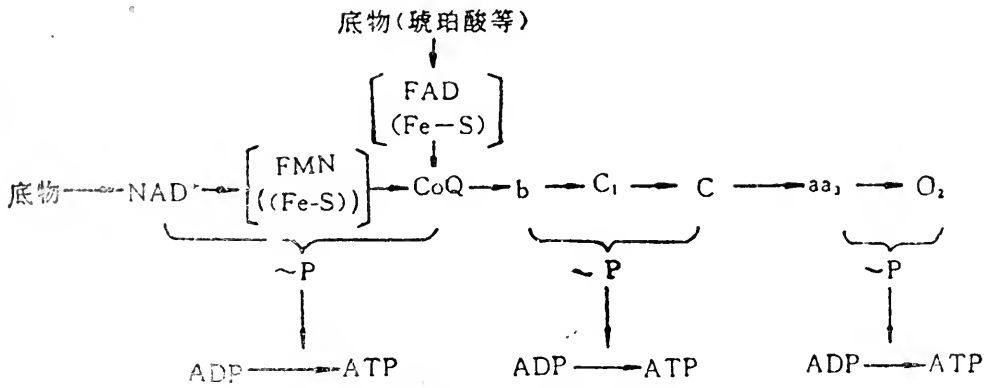 底物(琥珀酸等)
FAD
(Fe-S)
底物 NAD⁺ FMN CoQ b C₁ C aa₃ O₂
((Fe-S))
~P ~P ~P
ADP ATP ADP ATP ADP ATP